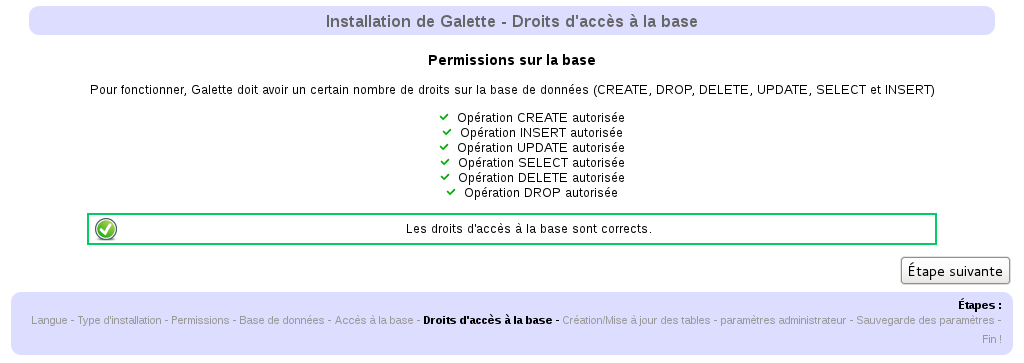 Installation de Galette - Droits d'accès à la base
Permissions sur la base
Pour fonctionner, Galette doit avoir un certain nombre de droits sur la base de données (CREATE, DROP, DELETE, UPDATE, SELECT et INSERT)
Opération CREATE autorisée
Opération INSERT autorisée
Opération UPDATE autorisée
Opération SELECT autorisée
Opération DELETE autorisée
Opération DROP autorisée
Les droits d'accès à la base sont corrects.
Étape suivante
Étapes :
Langue - Type d'installation - Permissions - Base de données - Accès à la base - Droits d'accès à la base - Création/Mise à jour des tables - paramètres administrateur - Sauvegarde des paramètres -
Fin !